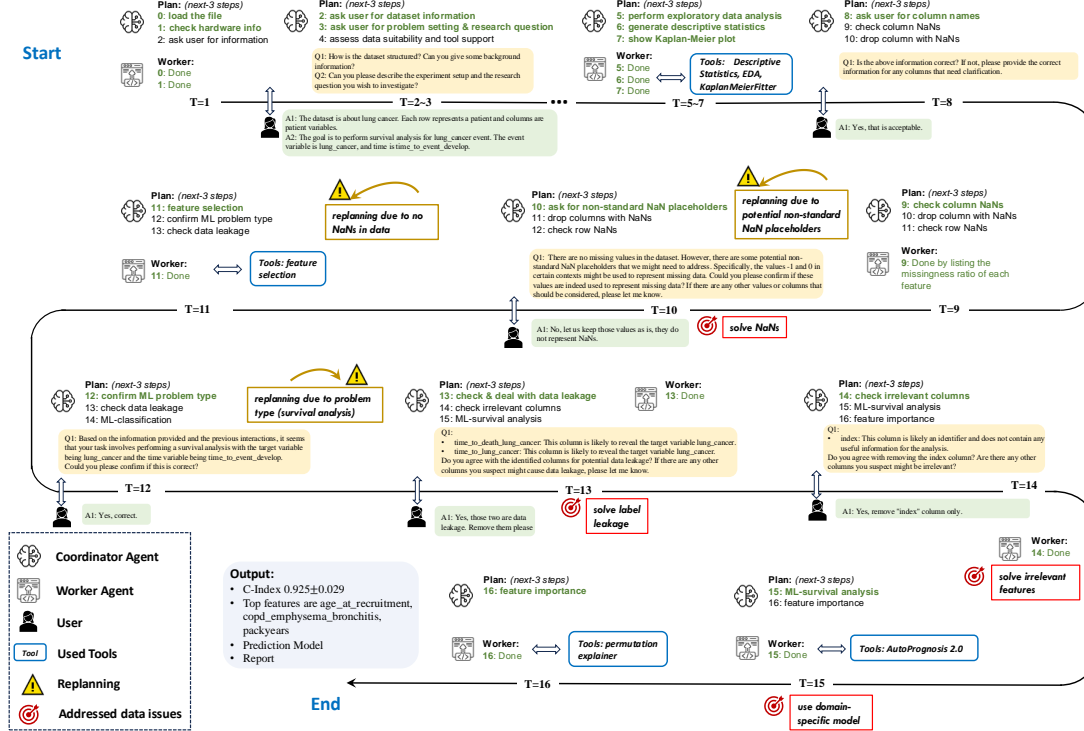 Start
Plan: (next-3 steps)
0: load the file
1: check hardware info
2: ask user for information
Worker:
0: Done
1: Done
T=1
Plan: (next-3 steps)
2: ask user for dataset information
3: ask user for problem setting & research question
4: assess data suitability and tool support
Q1: How is the dataset structured? Can you give some background
information?
Q2: Can you please describe the experiment setup and the research
question you wish to investigate?
T=2~3
A1: The dataset is about lung cancer. Each row represents a patient and columns are
patient variables.
A2: The goal is to perform survival analysis for lung_cancer event. The event
variable is lung_cancer, and time is time_to_event_develop.
•••
Plan: (next-3 steps)
5: perform exploratory data analysis
6: generate descriptive statistics
7: show Kaplan-Meier plot
Worker:
5: Done
6: Done
7: Done
Tools: Descriptive
Statistics, EDA,
KaplanMeierFitter
T=5~7
Plan: (next-3 steps)
8: ask user for column names
9: check column NaNs
10: drop column with NaNs
Q1: Is the above information correct? If not, please provide the correct
information for any columns that need clarification.
T=8
A1: Yes, that is acceptable.
Plan: (next-3 steps)
11: feature selection
12: confirm ML problem type
13: check data leakage
replanning due to no
NaNs in data
Worker:
11: Done
Tools: feature
selection
T=11
Plan: (next-3 steps)
10: ask for non-standard NaN placeholders
11: drop columns with NaNs
12: check row NaNs
replanning due to
potential non-standard
NaN placeholders
Q1: There are no missing values in the dataset. However, there are some potential non-
standard NaN placeholders that we might need to address. Specifically, the values -1 and 0 in
certain contexts might be used to represent missing data. Could you please confirm if these
values are indeed used to represent missing data? If there are any other values or columns that
should be considered, please let me know.
T=10
A1: No, let us keep those values as is, they do
not represent NaNs.
solve NaNs
Plan: (next-3 steps)
9: check column NaNs
10: drop column with NaNs
11: check row NaNs
Worker:
9: Done by listing the
missingness ratio of each
feature
T=9
Plan: (next-3 steps)
12: confirm ML problem type
13: check data leakage
14: ML-classification
replanning due to problem
type (survival analysis)
Q1: Based on the information provided and the previous interactions, it seems
that your task involves performing a survival analysis with the target variable
being lung_cancer and the time variable being time_to_event_develop.
Could you please confirm if this is correct?
T=12
A1: Yes, correct.
Plan: (next-3 steps)
13: check & deal with data leakage
14: check irrelevant columns
15: ML-survival analysis
Worker:
13: Done
Q1:
• time_to_death_lung_cancer: This column is likely to reveal the target variable lung_cancer.
• time_to_lung_cancer: This column is likely to reveal the target variable lung_cancer.
Do you agree with the identified columns for potential data leakage? If there are any other
columns you suspect might cause data leakage, please let me know.
T=13
A1: Yes, those two are data
leakage. Remove them please
solve label
leakage
Plan: (next-3 steps)
14: check irrelevant columns
15: ML-survival analysis
16: feature importance
Q1:
• index: This column is likely an identifier and does not contain any
useful information for the analysis.
Do you agree with removing the index column? Are there any other
columns you suspect might be irrelevant?
T=14
A1: Yes, remove "index" column only.
Worker:
14: Done
solve irrelevant
features
Coordinator Agent
Worker Agent
User
Tool
Used Tools
Replanning
Addressed data issues
Output:
• C-Index 0.925±0.029
• Top features are age_at_recruitment,
copd_emphysema_bronchitis,
packyears
• Prediction Model
• Report
End
Plan: (next-3 steps)
16: feature importance
Worker:
16: Done
Tools: permutation
explainer
T=16
Plan: (next-3 steps)
15: ML-survival analysis
16: feature importance
Worker:
15: Done
Tools: AutoPrognosis 2.0
T=15
use domain-
specific model